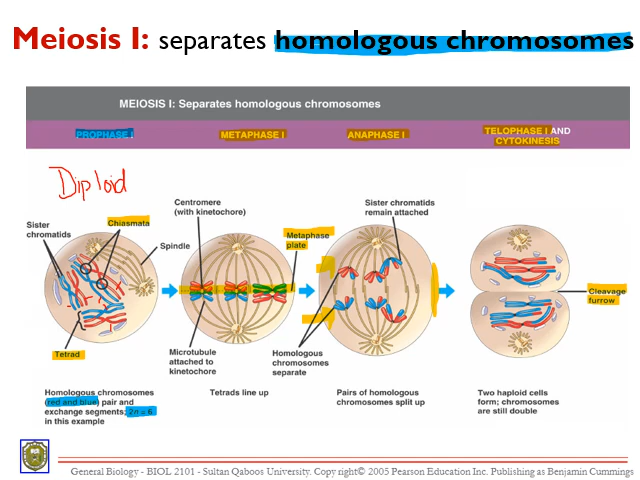 Meiosis I: separates homologous chromosomes
MEIOSIS I: Separates homologous chromosomes
PROPHASE I
METAPHASE I
ANAPHASE I
TELOPHASE I AND
CYTOKINESIS
Diploid
Sister
chromatids
Chiasmata
Spindle
Tetrad
Centromere
(with kinetochore)
Metaphase
plate
Microtubule
attached to
kinetochore
Sister chromatids
remain attached
Homologous
chromosomes
separate
Cleavage
furrow
Homologous chromosomes
(red and blue) pair and
exchange segments; 2n = 6
in this example
Tetrads line up
Pairs of homologous
chromosomes split up
Two haploid cells
form; chromosomes
are still double
General Biology - BIOL 2101 - Sultan Qaboos University. Copy right© 2005 Pearson Education Inc. Publishing as Benjamin Cummings